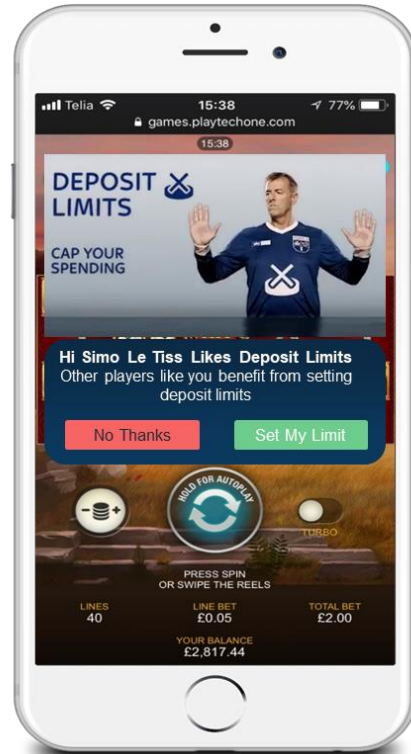 Telia 15:38 77%
games.playtechone.com
15:38
DEPOSIT
LIMITS
CAP YOUR
SPENDING
Hi Simo Le Tiss Likes Deposit Limits
Other players like you benefit from setting
deposit limits
No Thanks Set My Limit
HOLD FOR AUTOPLAY
TURBO
PRESS SPIN
OR SWIPE THE REELS
LINES LINE BET TOTAL BET
40 £0.05 £2.00
YOUR BALANCE
£2,817.44